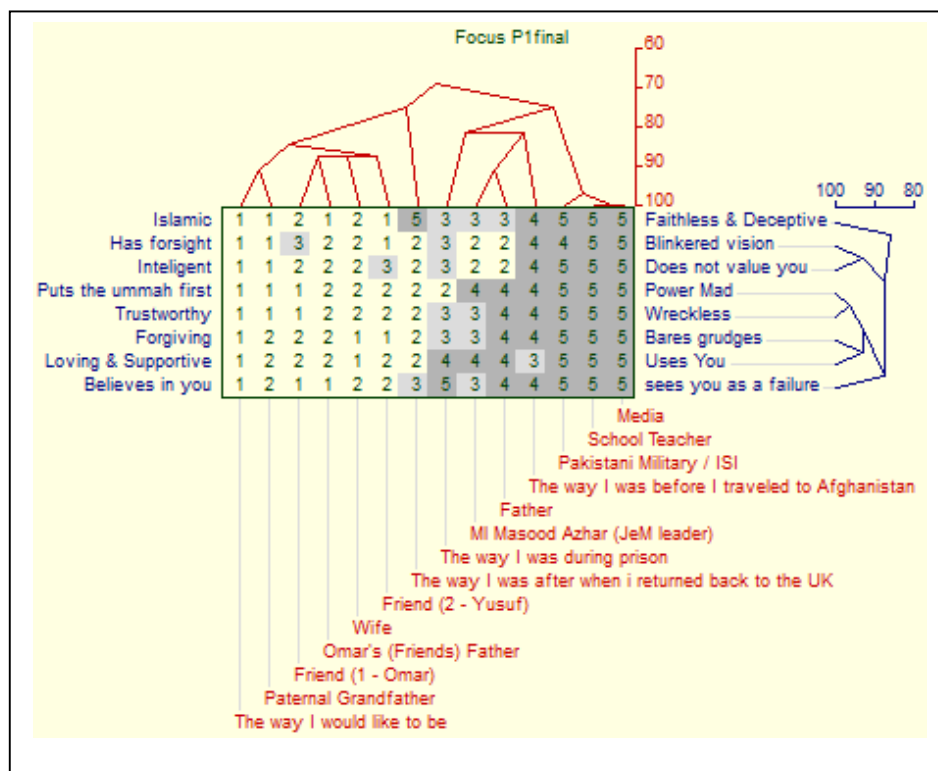 Focus P1final
60
70
80
90
100
100 90 80
Islamic 1 1 2 1 2 1 5 3 3 3 4 5 5 5 Faithless & Deceptive
Has forsight 1 1 3 2 2 1 2 3 2 2 4 4 5 5 Blinkered vision
Inteligent 1 1 2 2 2 3 2 3 2 2 4 5 5 5 Does not value you
Puts the ummah first 1 1 1 2 2 2 2 2 4 4 4 5 5 5 Power Mad
Trustworthy 1 1 1 2 2 2 2 3 3 4 4 5 5 5 Wreckless
Forgiving 1 2 2 2 1 1 2 3 3 4 4 5 5 5 Bares grudges
Loving & Supportive 1 2 2 2 1 2 2 4 4 4 3 5 5 5 Uses You
Believes in you 1 2 1 1 2 2 3 5 3 4 4 5 5 5 sees you as a failure
Media
School Teacher
Pakistani Military / ISI
The way I was before I traveled to Afghanistan
Father
Ml Masood Azhar (JeM leader)
The way I was during prison
The way I was after when i returned back to the UK
Friend (2 - Yusuf)
Wife
Omar's (Friends) Father
Friend (1 - Omar)
Paternal Grandfather
The way I would like to be